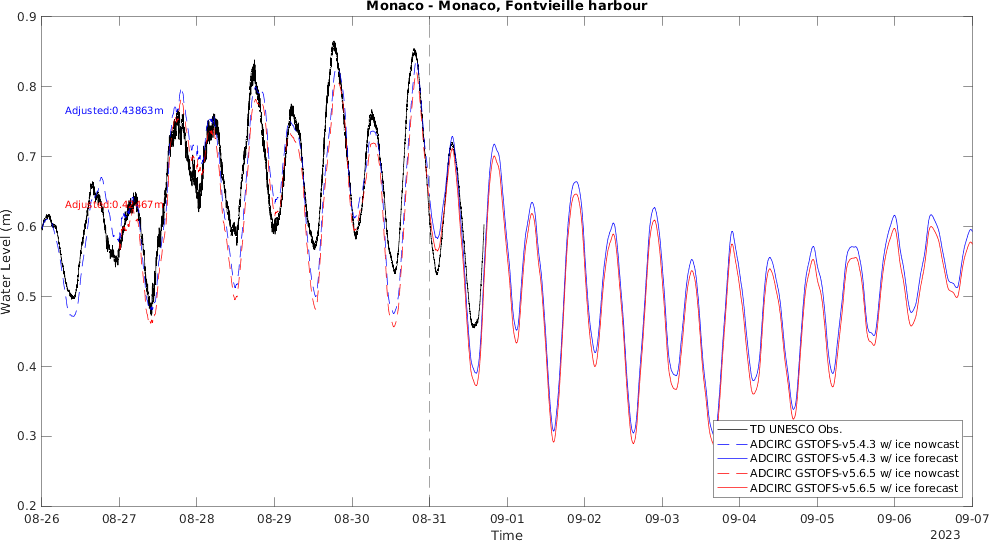 Monaco - Monaco, Fontvieille harbour
Water Level (m)
0.9
0.8
0.7
0.6
0.5
0.4
0.3
0.2
Adjusted:0.43863m
TD UNESCO Obs.
ADCIRC GSTOFS-v5.4.3 w/ ice nowcast
ADCIRC GSTOFS-v5.4.3 w/ ice forecast
ADCIRC GSTOFS-v5.6.5 w/ ice nowcast
ADCIRC GSTOFS-v5.6.5 w/ ice forecast
08-26 08-27 08-28 08-29 08-30 08-31 09-01 09-02 09-03 09-04 09-05 09-06 09-07
Time
2023